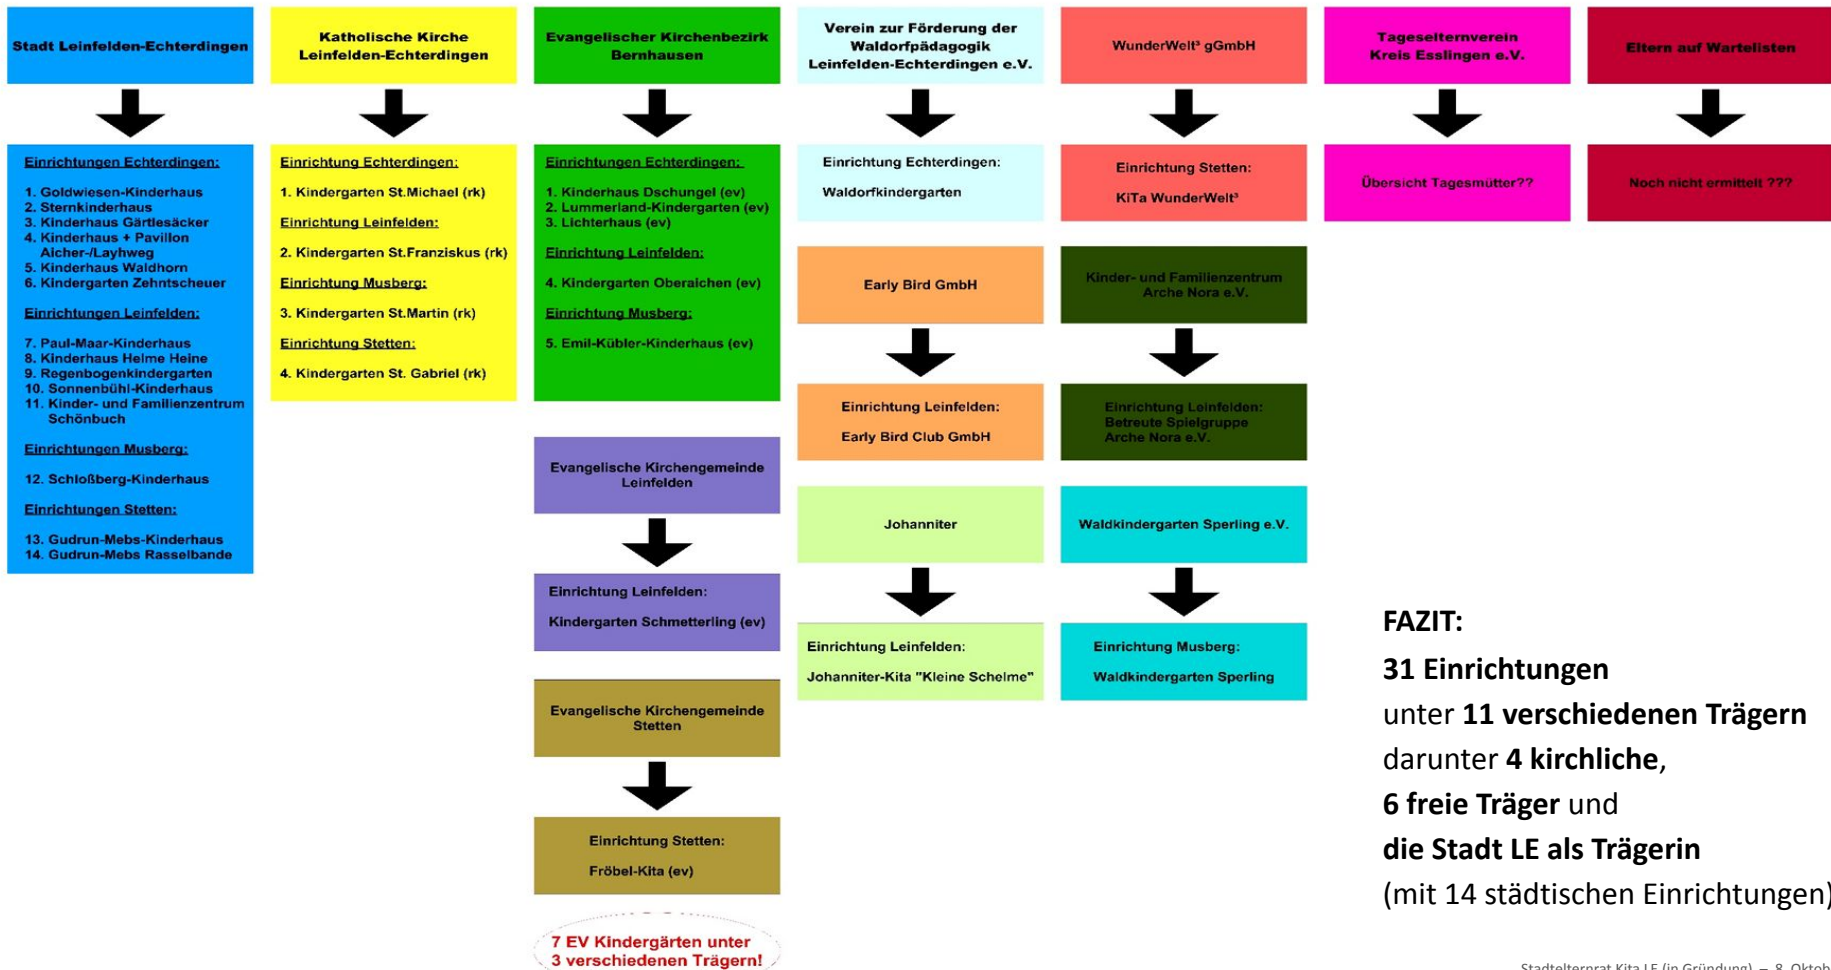 Stadt Leinfelden-Echterdingen
Einrichtungen Echterdingen:
1. Goldwiesen-Kinderhaus
2. Sternkinderhaus
3. Kinderhaus Gärtlesäcker
4. Kinderhaus + Pavillon
Aicher-/Layhweg
5. Kinderhaus Waldhorn
6. Kindergarten Zehntscheuer
Einrichtungen Leinfelden:
7. Paul-Maar-Kinderhaus
8. Kinderhaus Helme Heine
9. Regenbogenkindergarten
10. Sonnenbühl-Kinderhaus
11. Kinder- und Familienzentrum
Schönbuch
Einrichtungen Musberg:
12. Schloßberg-Kinderhaus
Einrichtungen Stetten:
13. Gudrun-Mebs-Kinderhaus
14. Gudrun-Mebs Rasselbande
Katholische Kirche
Leinfelden-Echterdingen
Einrichtung Echterdingen:
1. Kindergarten St.Michael (rk)
Einrichtung Leinfelden:
2. Kindergarten St.Franziskus (rk)
Einrichtung Musberg:
3. Kindergarten St.Martin (rk)
Einrichtung Stetten:
4. Kindergarten St. Gabriel (rk)
Evangelischer Kirchenbezirk
Bernhausen
Einrichtungen Echterdingen:
1. Kinderhaus Dschungel (ev)
2. Lummerland-Kindergarten (ev)
3. Lichterhaus (ev)
Einrichtung Leinfelden:
4. Kindergarten Oberaichen (ev)
Einrichtung Musberg:
5. Emil-Kübler-Kinderhaus (ev)
Evangelische Kirchengemeinde
Leinfelden
Einrichtung Leinfelden:
Kindergarten Schmetterling (ev)
Evangelische Kirchengemeinde
Stetten
Einrichtung Stetten:
Fröbel-Kita (ev)
7 EV Kindergärten unter
3 verschiedenen Trägern!
Verein zur Förderung der
Waldorfpädagogik
Leinfelden-Echterdingen e.V.
Einrichtung Echterdingen:
Waldorfkindergarten
Early Bird GmbH
Einrichtung Leinfelden:
Early Bird Club GmbH
Johanniter
Einrichtung Leinfelden:
Johanniter-Kita "Kleine Schelme"
WunderWelt³ gGmbH
Einrichtung Stetten:
KiTa WunderWelt³
Kinder- und Familienzentrum
Arche Nora e.V.
Einrichtung Leinfelden:
Betreute Spielgruppe
Arche Nora e.V.
Waldkindergarten Sperling e.V.
Einrichtung Musberg:
Waldkindergarten Sperling
Tageselternverein
Kreis Esslingen e.V.
Übersicht Tagesmütter??
Eltern auf Wartelisten
Noch nicht ermittelt ???
FAZIT:
31 Einrichtungen
unter 11 verschiedenen Trägern
darunter 4 kirchliche,
6 freie Träger und
die Stadt LE als Trägerin
(mit 14 städtischen Einrichtungen)
Stadtelternrat Kita LE (in Gründung) – 8. Oktob